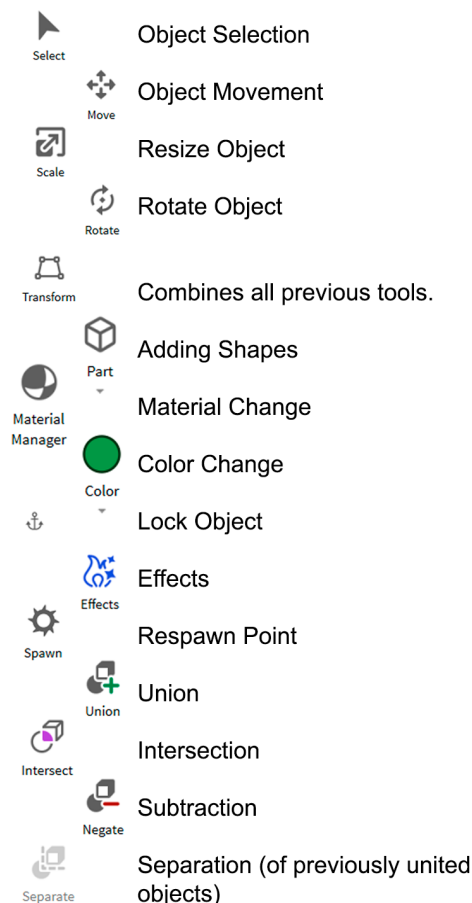 Select
Object Selection
Move
Object Movement
Scale
Resize Object
Rotate
Rotate Object
Transform
Combines all previous tools.
Part
Adding Shapes
Material
Manager
Material Change
Color
Color Change
Lock Object
Effects
Effects
Spawn
Respawn Point
Union
Union
Intersect
Intersection
Negate
Subtraction
Separate
Separation (of previously united
objects)